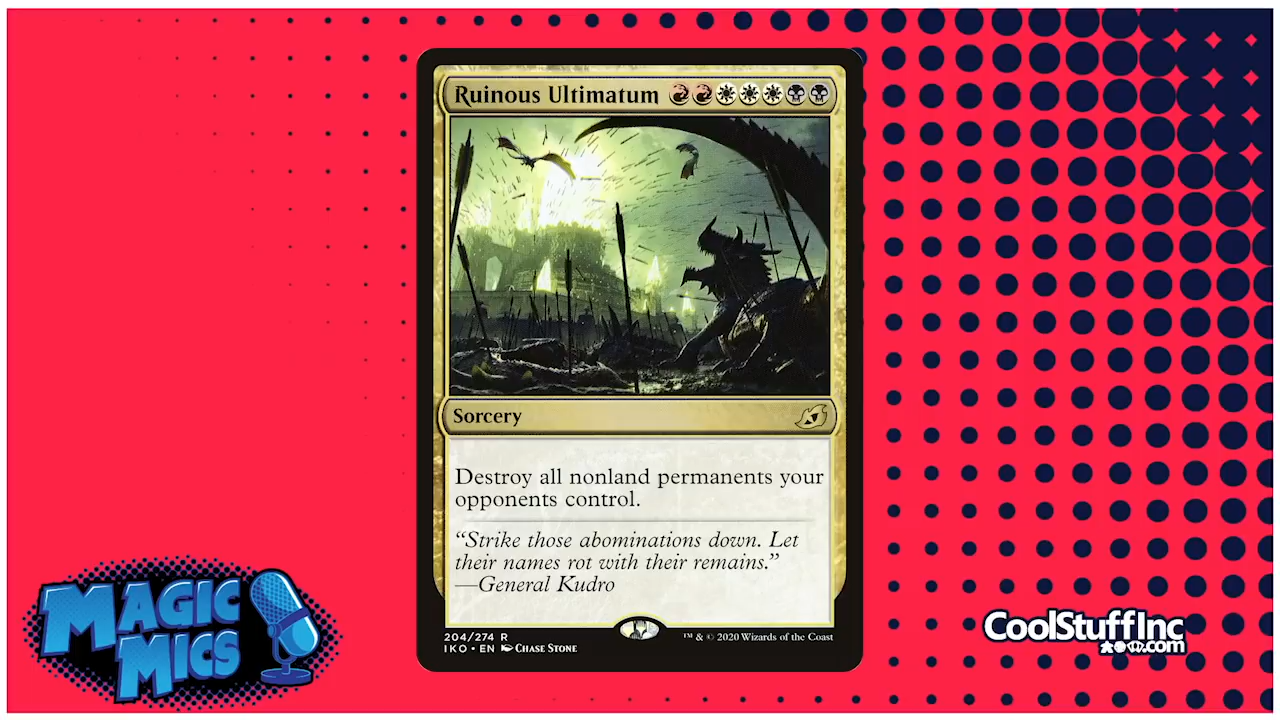 Ruinous Ultimatum
Sorcery
Destroy all nonland permanents your
opponents control.
“Strike those abominations down. Let
their names rot with their remains.”
—General Kudro
204/274 R
IKO • EN CHASE STONE
™ & © 2020 Wizards of the Coast
MAGIC
MICS
CoolStuffInc
.com